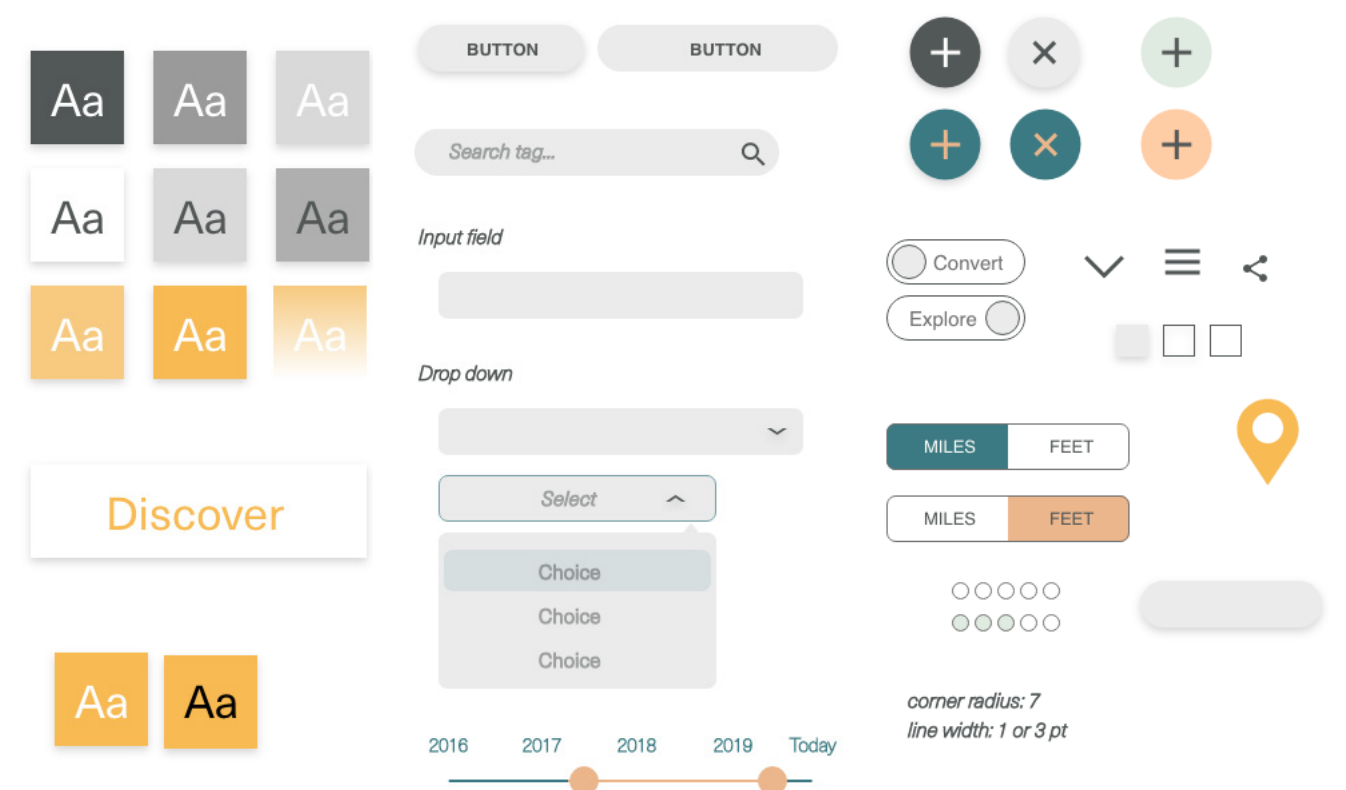 Aa Aa Aa
Aa Aa Aa
Aa Aa Aa
Discover
Aa Aa
BUTTON BUTTON
Search tag...
Input field
Drop down
Select
Choice
Choice
Choice
2016 2017 2018 2019 Today
Convert
Explore
MILES FEET
MILES FEET
corner radius: 7
line width: 1 or 3 pt